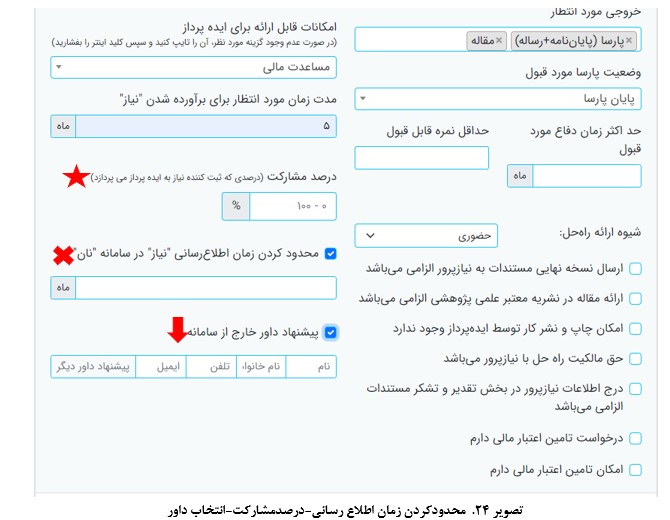 خروجی مورد انتظار
×پارسا (پایان‌نامه+رساله) ×مقاله
وضعیت پارسا مورد قبول
پایان پارسا
حد اکثر زمان دفاع مورد قبول
ماه
حداقل نمره قابل قبول
شیوه ارائه راه‌حل:
حضوری
ارسال نسخه نهایی مستندات به نیازپرور الزامی می‌باشد
ارائه مقاله در نشریه معتبر علمی پژوهشی الزامی می‌باشد
امکان چاپ و نشر کار توسط ایده‌پرداز وجود ندارد
حق مالکیت راه حل با نیازپرور می‌باشد
درج اطلاعات نیازپرور در بخش تقدیر و تشکر مستندات
الزامی می‌باشد
درخواست تامین اعتبار مالی دارم
امکان تامین اعتبار مالی دارم
امکانات قابل ارائه برای ایده پرداز
(در صورت عدم وجود گزینه مورد نظر، آن را تایپ کنید و سپس کلید اینتر را بفشارید)
مساعدت مالی
مدت زمان مورد انتظار برای برآورده شدن "نیاز"
۵ ماه
درصد مشارکت (درصدی که ثبت کننده نیاز به ایده پرداز می پردازد)
۰ - ۱۰۰ %
محدود کردن زمان اطلاع‌رسانی "نیاز" در سامانه "نان"
ماه
پیشنهاد داور خارج از سامانه
نام نام خانواد تلفن ایمیل پیشنهاد داور دیگر
تصویر ۲۴. محدودکردن زمان اطلاع رسانی-درصدمشارکت-انتخاب داور